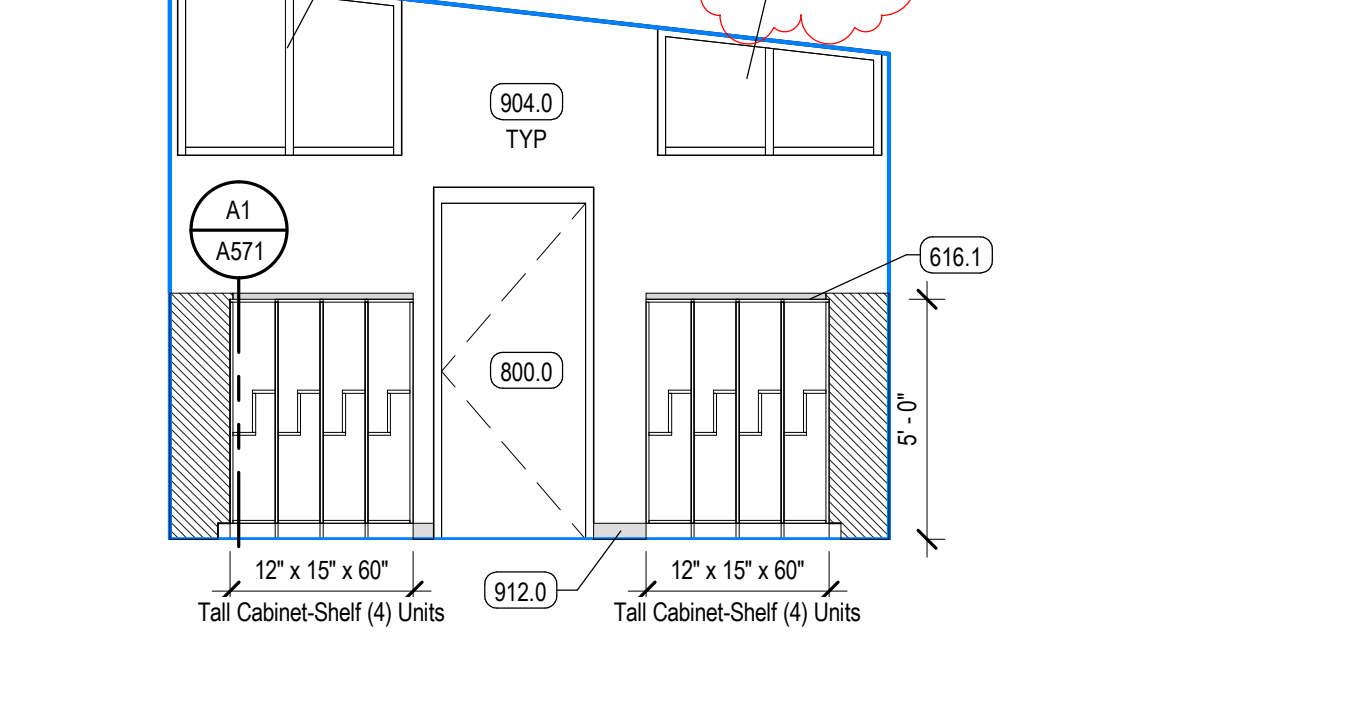 904.0
TYP
A1
A571
616.1
800.0
5' - 0"
12" x 15" x 60"
Tall Cabinet-Shelf (4) Units
912.0
12" x 15" x 60"
Tall Cabinet-Shelf (4) Units